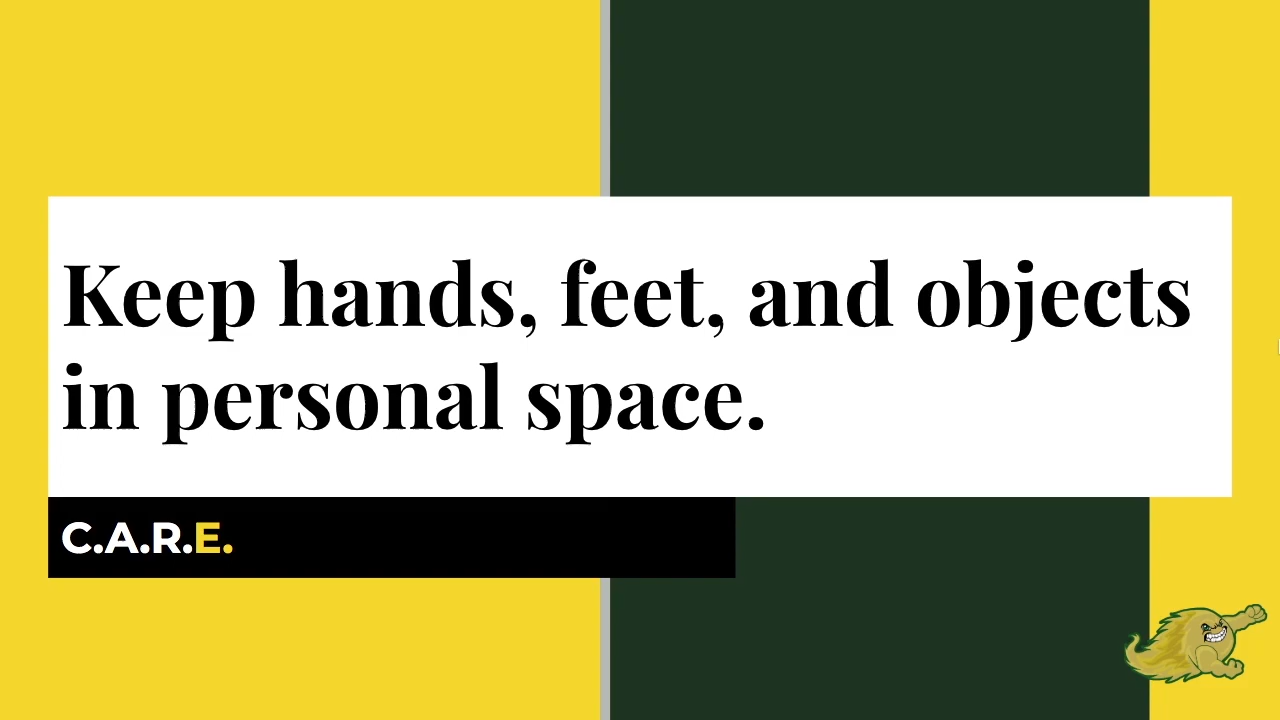 Keep hands, feet, and objects
in personal space.
C.A.R.E.